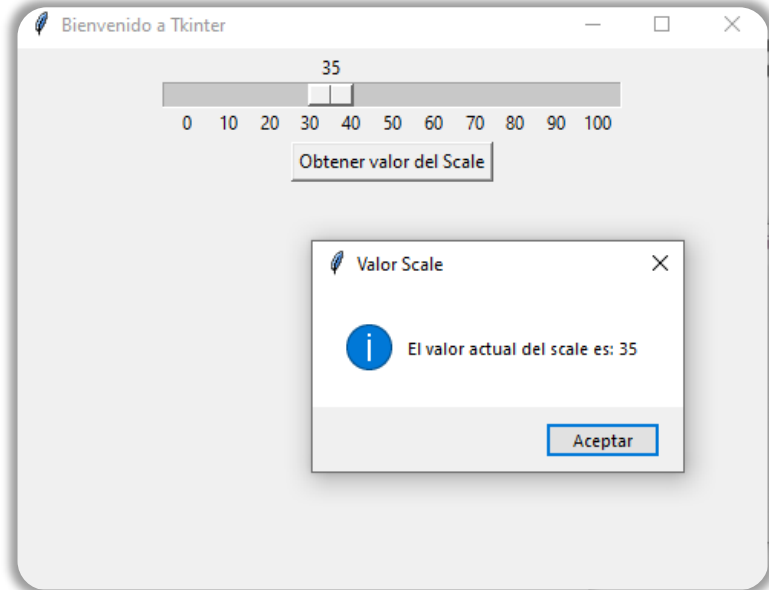 Bienvenido a Tkinter
35
0 10 20 30 40 50 60 70 80 90 100
Obtener valor del Scale
Valor Scale
El valor actual del scale es: 35
Aceptar